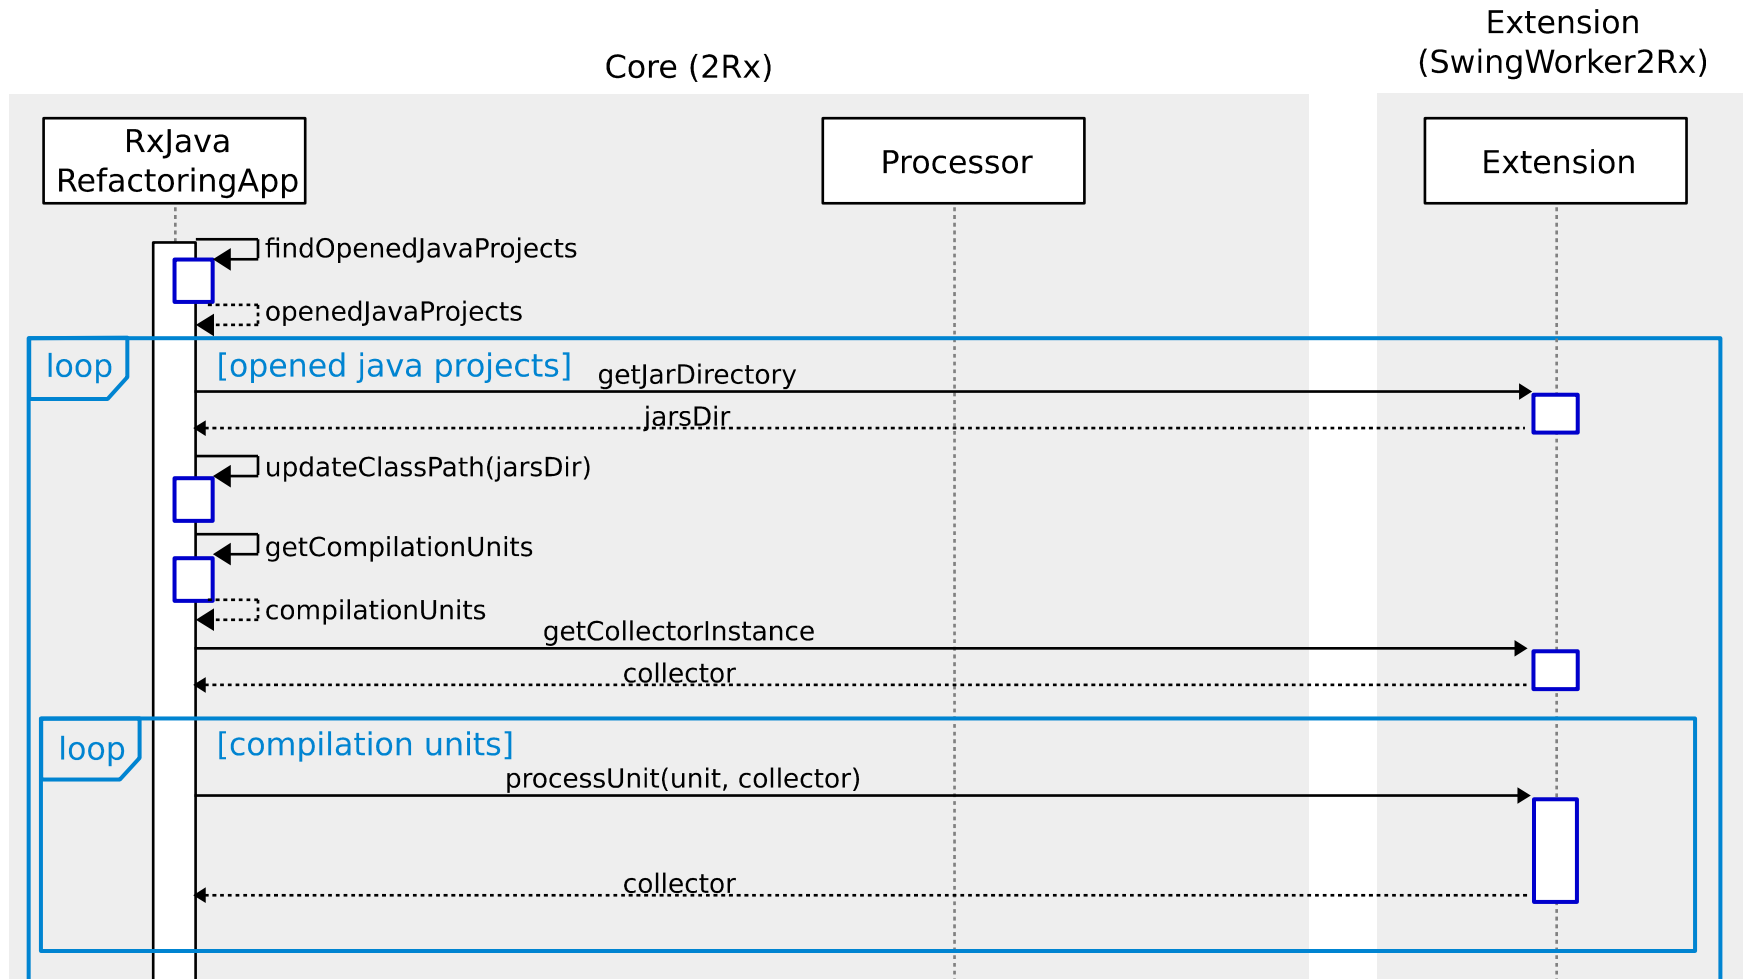 Core (2Rx)
Extension
(SwingWorker2Rx)
RxJava
RefactoringApp
Processor
Extension
findOpenedJavaProjects
openedJavaProjects
loop
[opened java projects]
getJarDirectory
jarsDir
updateClassPath(jarsDir)
getCompilationUnits
compilationUnits
getCollectorInstance
collector
loop
[compilation units]
processUnit(unit, collector)
collector